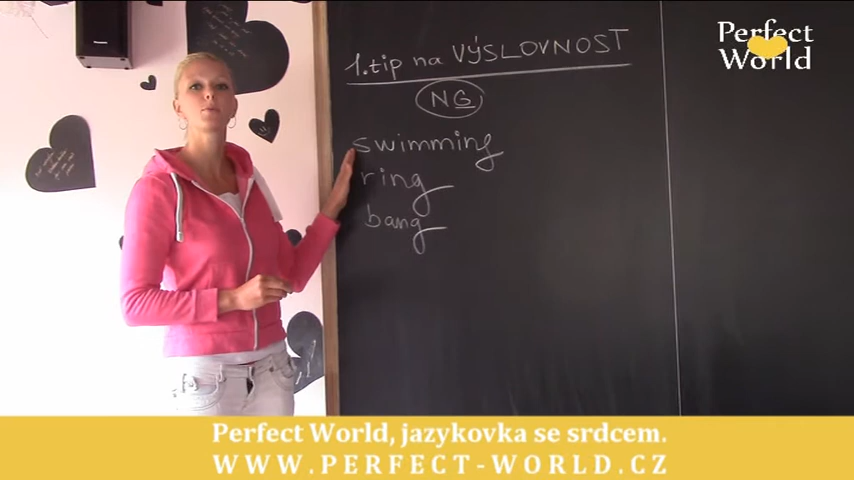 Perfect
World
1. tip na VÝSLOVNOST
NG
swimming
ring
bang
Perfect World, jazykovka se srdcem.
WWW.PERFECT-WORLD.CZ